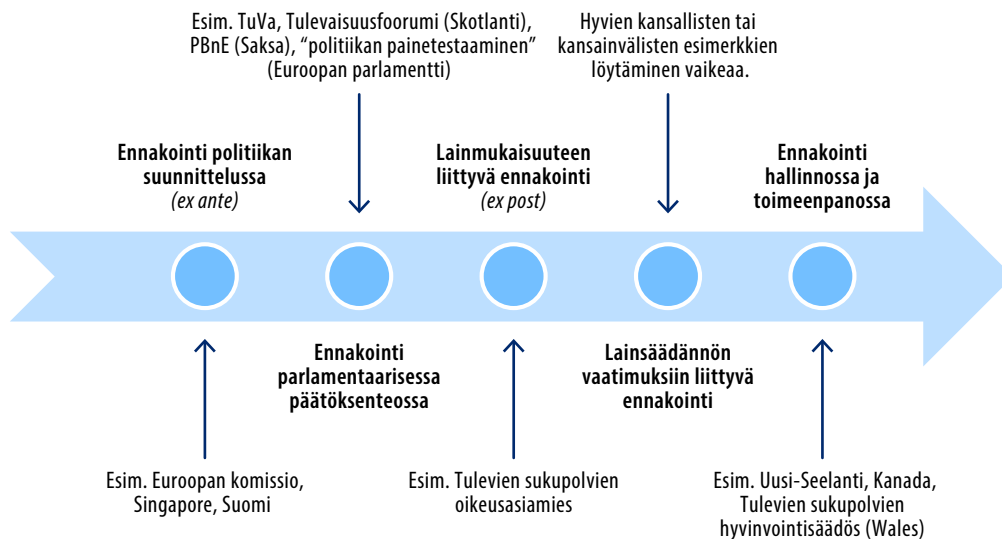 Esim. TuVa, Tulevaisuusfoorumi (Skotlanti),
PBnE (Saksa), “politiikan painetestaaminen”
(Euroopan parlamentti)
Hyvien kansallisten tai
kansainvälisten esimerkkien
löytäminen vaikeaa.
Ennakointi politiikan
suunnittelussa
(ex ante)
Lainmukaisuuteen
liittyvä ennakointi
(ex post)
Ennakointi
hallinnossa ja
toimeenpanossa
Ennakointi
parlamentaarisessa
päätöksenteossa
Lainsäädännön
vaatimuksiin liittyvä
ennakointi
Esim. Euroopan komissio,
Singapore, Suomi
Esim. Tulevien sukupolvien
oikeusasiamies
Esim. Uusi-Seelanti, Kanada,
Tulevien sukupolvien
hyvinvointisäädös (Wales)